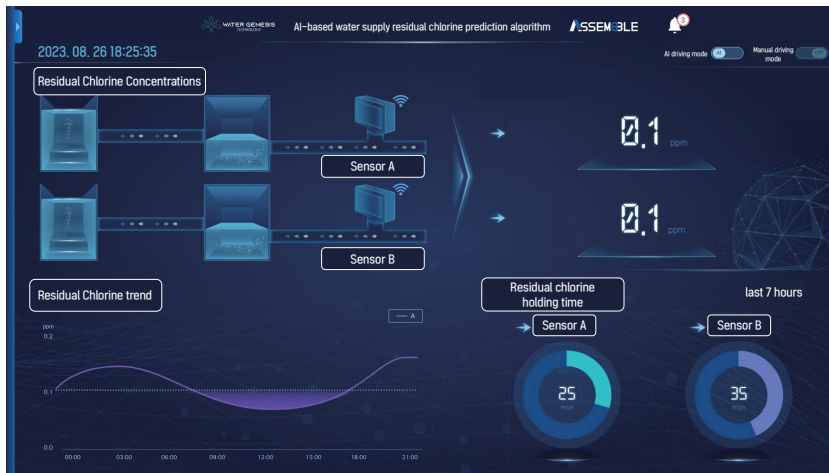 WATER GENESIS
TECHNOLOGY
AI-based water supply residual chlorine prediction algorithm
ASSEMBLE
3
2023. 08. 26 18:25:35
AI driving mode
AI
Manual driving
mode
Residual Chlorine Concentrations
Sensor A
0.1 ppm
Sensor B
0.1 ppm
Residual Chlorine trend
A
ppm
0.2
0.1
0.0
00:00 03:00 06:00 09:00 12:00 15:00 18:00 21:00
Residual chlorine
holding time
last 7 hours
Sensor A
Sensor B
25
min
35
min